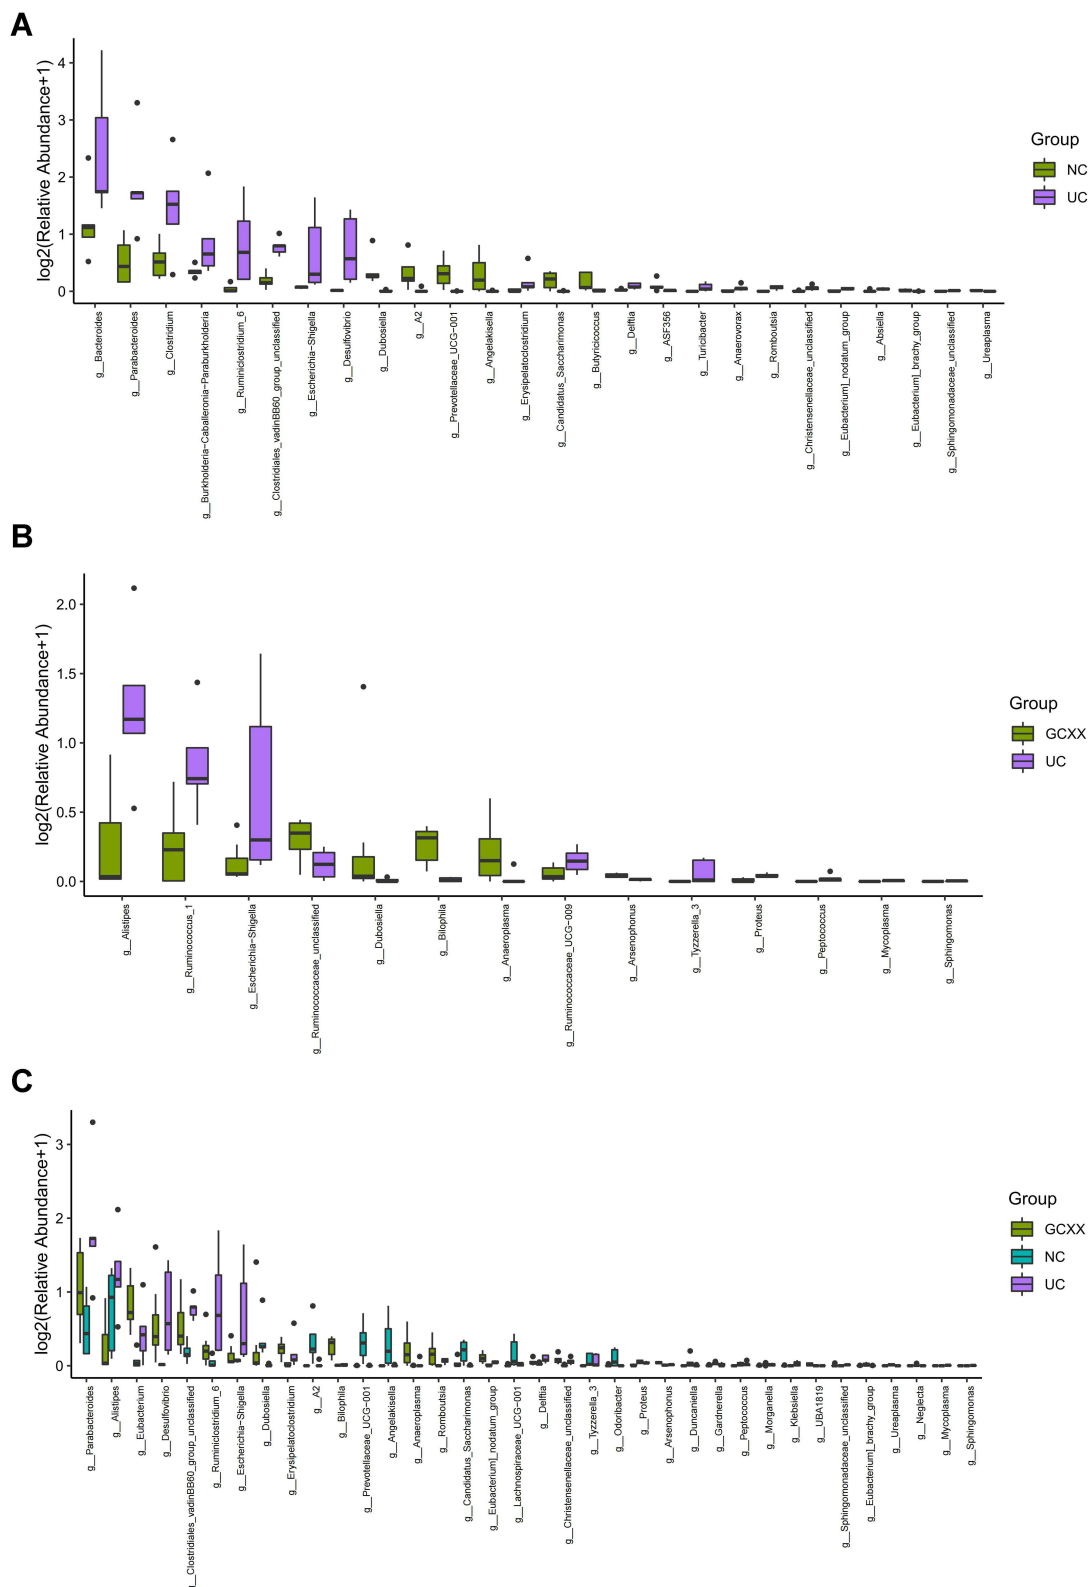 A
log2(Relative Abundance+1)
4
3
2
1
0
g__Bacteroides
g__Parabacteroides
g__Clostridium
g__Burkholderia−Caballeronia−Paraburkholderia
g__Ruminiclostridium_6
g__Clostridiales_vadinBB60_group_unclassified
g__Escherichia−Shigella
g__Desulfovibrio
g__Dubosiella
g__A2
g__Prevotellaceae_UCG−001
g__Angelakisella
g__Erysipelatoclostridium
g__Candidatus_Saccharimonas
g__Butyricicoccus
g__Delftia
g__ASF356
g__Turicibacter
g__Anaerovorax
g__Romboutsia
g__Christensenellaceae_unclassified
g__Eubacterium]_nodatum_group
g__Absiella
g__Eubacterium]_brachy_group
g__Sphingomonadaceae_unclassified
g__Ureaplasma
Group
NC
UC
B
log2(Relative Abundance+1)
2.0
1.5
1.0
0.5
0.0
g__Alistipes
g__Ruminococcus_1
g__Escherichia−Shigella
g__Ruminococcaceae_unclassified
g__Dubosiella
g__Bilophila
g__Anaeroplasma
g__Ruminococcaceae_UCG−009
g__Arsenophonus
g__Tyzzerella_3
g__Proteus
g__Peptococcus
g__Mycoplasma
g__Sphingomonas
Group
GCXX
UC
C
log2(Relative Abundance+1)
3
2
1
0
g__Parabacteroides
g__Alistipes
g__Eubacterium
g__Desulfovibrio
g__Clostridiales_vadinBB60_group_unclassified
g__Ruminiclostridium_6
g__Escherichia−Shigella
g__Dubosiella
g__Erysipelatoclostridium
g__A2
g__Bilophila
g__Prevotellaceae_UCG−001
g__Angelakisella
g__Anaeroplasma
g__Romboutsia
g__Candidatus_Saccharimonas
g__Eubacterium]_nodatum_group
g__Lachnospiraceae_UCG−001
g__Delftia
g__Christensenellaceae_unclassified
g__Tyzzerella_3
g__Odoribacter
g__Proteus
g__Arsenophonus
g__Duncaniella
g__Gardnerella
g__Peptococcus
g__Morganella
g__Klebsiella
g__UBA1819
g__Sphingomonadaceae_unclassified
g__Eubacterium]_brachy_group
g__Ureaplasma
g__Neglecta
g__Mycoplasma
g__Sphingomonas
Group
GCXX
NC
UC